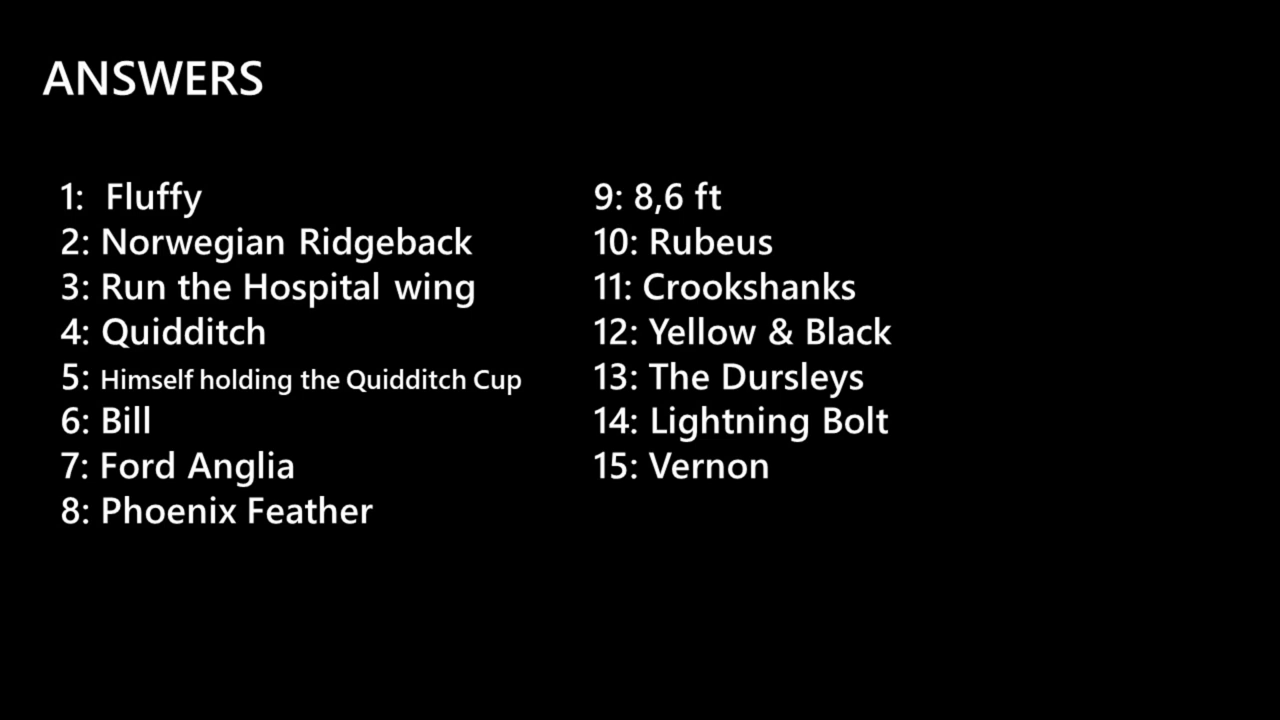 ANSWERS
1: Fluffy
2: Norwegian Ridgeback
3: Run the Hospital wing
4: Quidditch
5: Himself holding the Quidditch Cup
6: Bill
7: Ford Anglia
8: Phoenix Feather
9: 8,6 ft
10: Rubeus
11: Crookshanks
12: Yellow & Black
13: The Dursleys
14: Lightning Bolt
15: Vernon